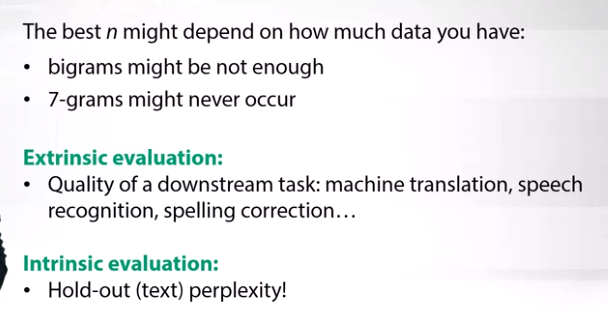 The best n might depend on how much data you have:
• bigrams might be not enough
• 7-grams might never occur
Extrinsic evaluation:
• Quality of a downstream task: machine translation, speech
recognition, spelling correction…
Intrinsic evaluation:
• Hold-out (text) perplexity!